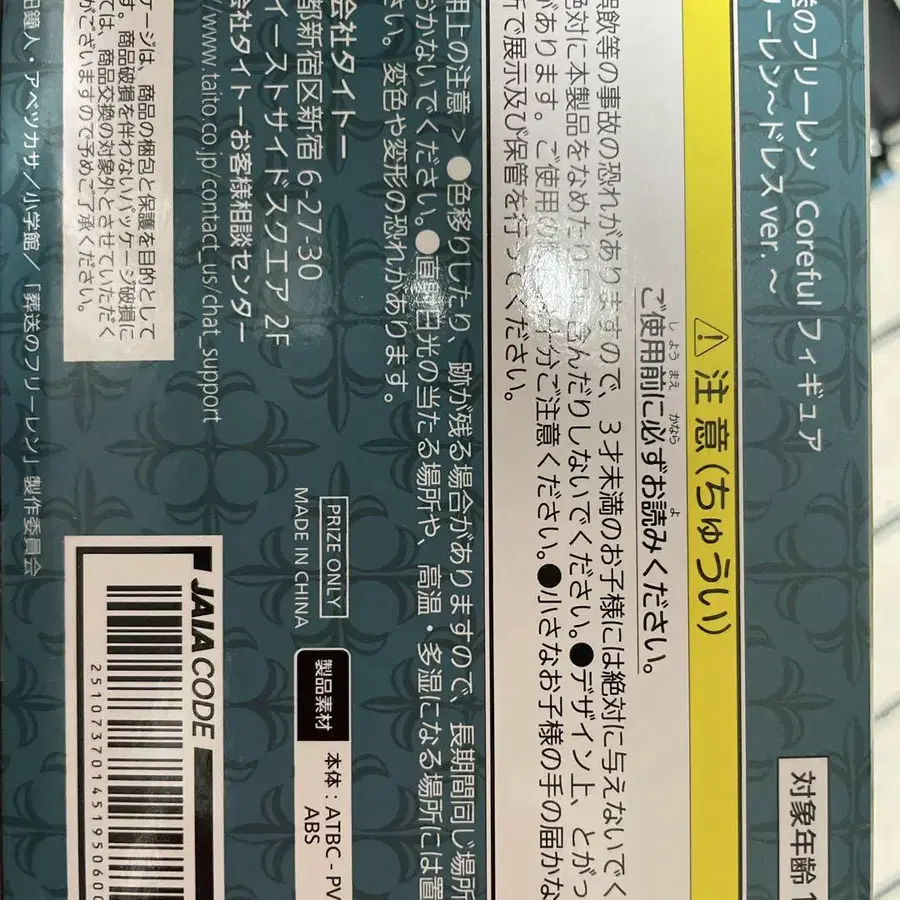 送のフリーレン Coreful フィギュア
リーレン〜ドレスver.〜
対象年齢 1
⚠ 注意(ちゅうい)
ご使用前に必ずお読みください。
誤飲等の事故の恐れがありますので、3才未満のお子様には絶対に与えないでく
絶対に本製品をなめたり口に含んだりしないでください。●デザイン上、とがっ
があります。ご使用の際は十分ご注意ください。●小さなお子様の手の届かな
所で展示及び保管を行ってください。
用上の注意 > ●色移りしたり、跡が残る場合がありますので、長期間同じ場所
おかないでください。●直射日光の当たる場所や、高温・多湿になる場所には置
さい。変色や変形の恐れがあります。
会社タイトー
都新宿区新宿 6-27-30
イーストサイドスクエア 2F
会社タイトーお客様相談センター
://www.taito.co.jp/contact_us/chat_support
PRIZE ONLY
MADE IN CHINA
製品素材
本体:ATBC-PV
ABS
ケージは、商品の梱包と保護を目的として
す。商品破損を伴わないパッケージ破損に
ては、商品交換の対象外とさせていただく
がございますので予めご了承ください。
JAIA CODE
251073701451950600
田鐘人・アベツカサ/小学館/「葬送のフリーレン」製作委員会